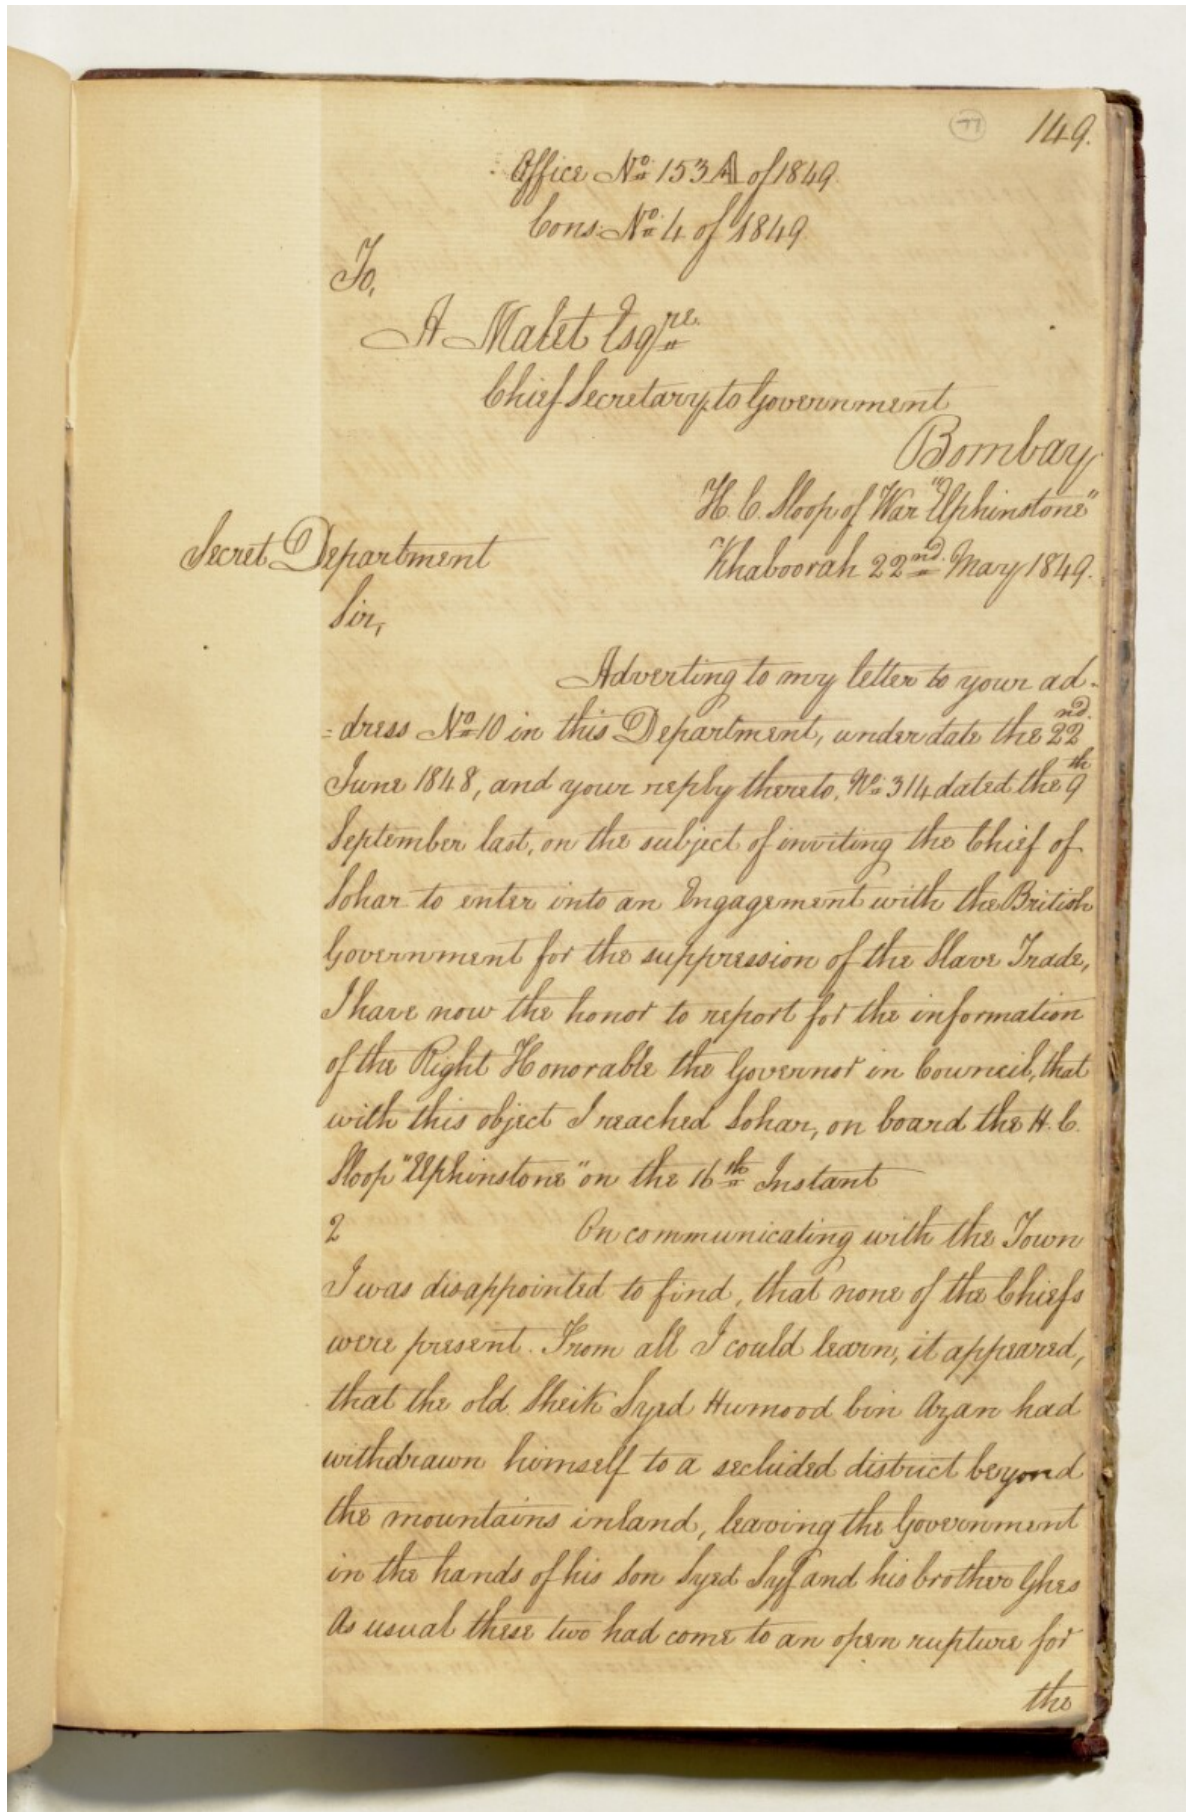 77
149.
Office No. 153 A of 1849
Cons: No. 4 of 1849
To,
A Malet Esqre.
Chief Secretary to Government
Bombay
H. C. Sloop of War "Elphinstone"
Secret Department
Khaboorah 22nd. May 1849.
Sir,
Adverting to my letter to your ad-
=dress No. 10 in this Department, under date the 22nd.
June 1848, and your reply thereto, No. 314 dated the 9th
September last, on the subject of inviting the Chief of
Sohar to enter into an Engagement with the British
Government for the suppression of the Slave Trade,
I have now the honor to report for the information
of the Right Honorable the Governor in Council, that
with this object I reached Sohar, on board the H. C.
Sloop "Elphinstone" on the 16th Instant
2 On communicating with the Town
I was disappointed to find, that none of the Chiefs
were present. From all I could learn, it appeared,
that the old Sheik Syed Humood bin Azan had
withdrawn himself to a secluded district beyond
the mountains inland, leaving the Government
in the hands of his son Syed Syf and his brother Ghes
As usual these two had come to an open rupture for
the